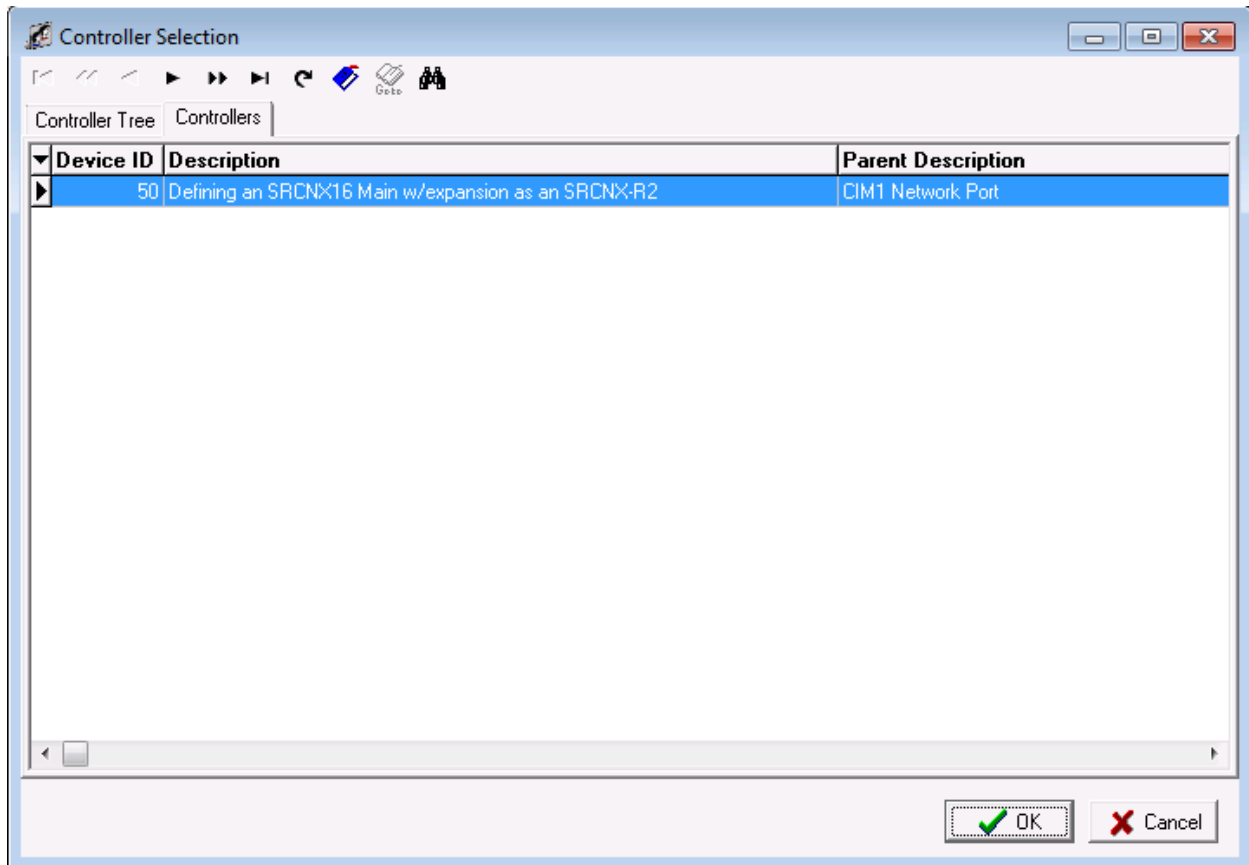 Controller Selection
Goto
Controller Tree Controllers
Device ID Description Parent Description
50 Defining an SRCNX16 Main w/expansion as an SRCNX-R2 CIM1 Network Port
OK Cancel